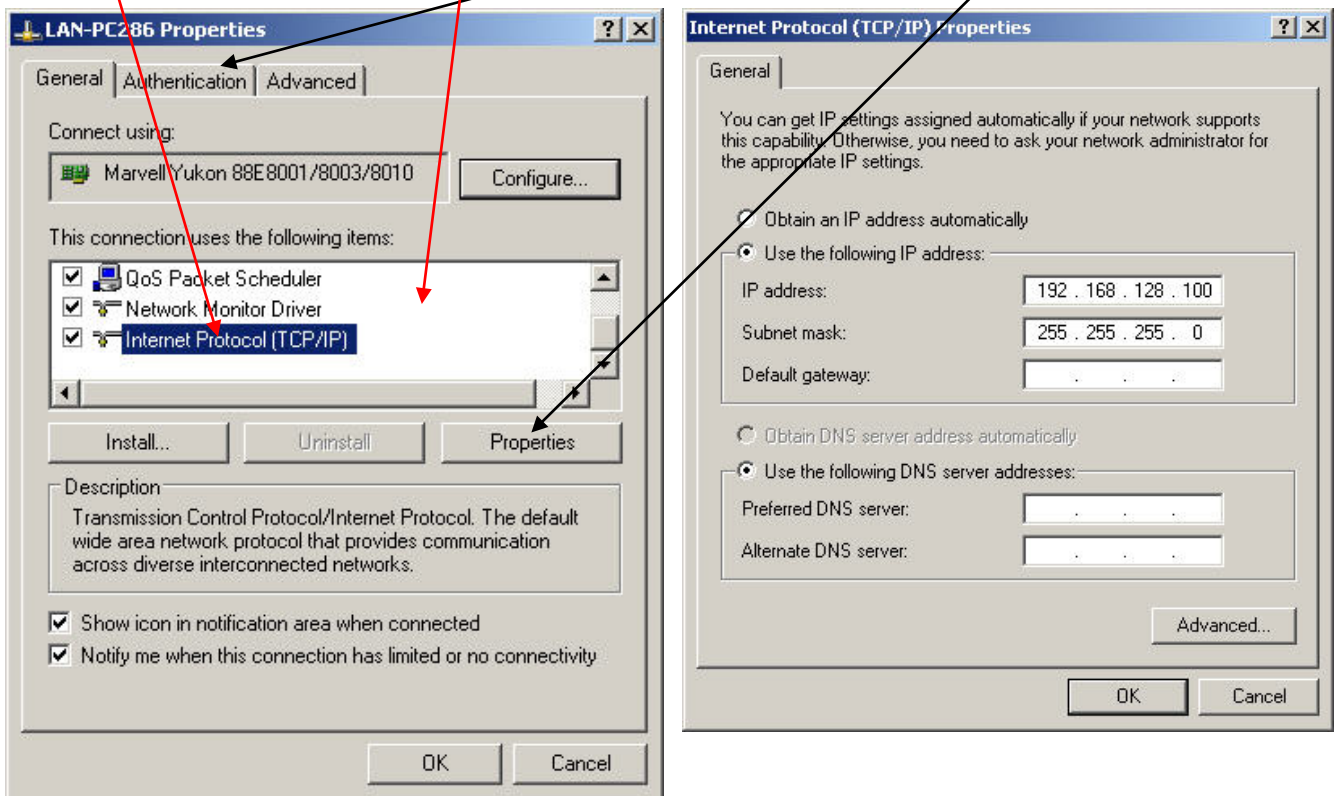 LAN-PC286 Properties
General Authentication Advanced
Connect using:
Marvell Yukon 88E8001/8003/8010
Configure...
This connection uses the following items:
QoS Packet Scheduler
Network Monitor Driver
Internet Protocol (TCP/IP)
Install... Uninstall Properties
Description
Transmission Control Protocol/Internet Protocol. The default
wide area network protocol that provides communication
across diverse interconnected networks.
Show icon in notification area when connected
Notify me when this connection has limited or no connectivity
OK Cancel
Internet Protocol (TCP/IP) Properties
General
You can get IP settings assigned automatically if your network supports
this capability. Otherwise, you need to ask your network administrator for
the appropriate IP settings.
Obtain an IP address automatically
Use the following IP address:
IP address: 192 . 168 . 128 . 100
Subnet mask: 255 . 255 . 255 . 0
Default gateway: . . .
Obtain DNS server address automatically
Use the following DNS server addresses:
Preferred DNS server: . . .
Alternate DNS server: . . .
Advanced...
OK Cancel